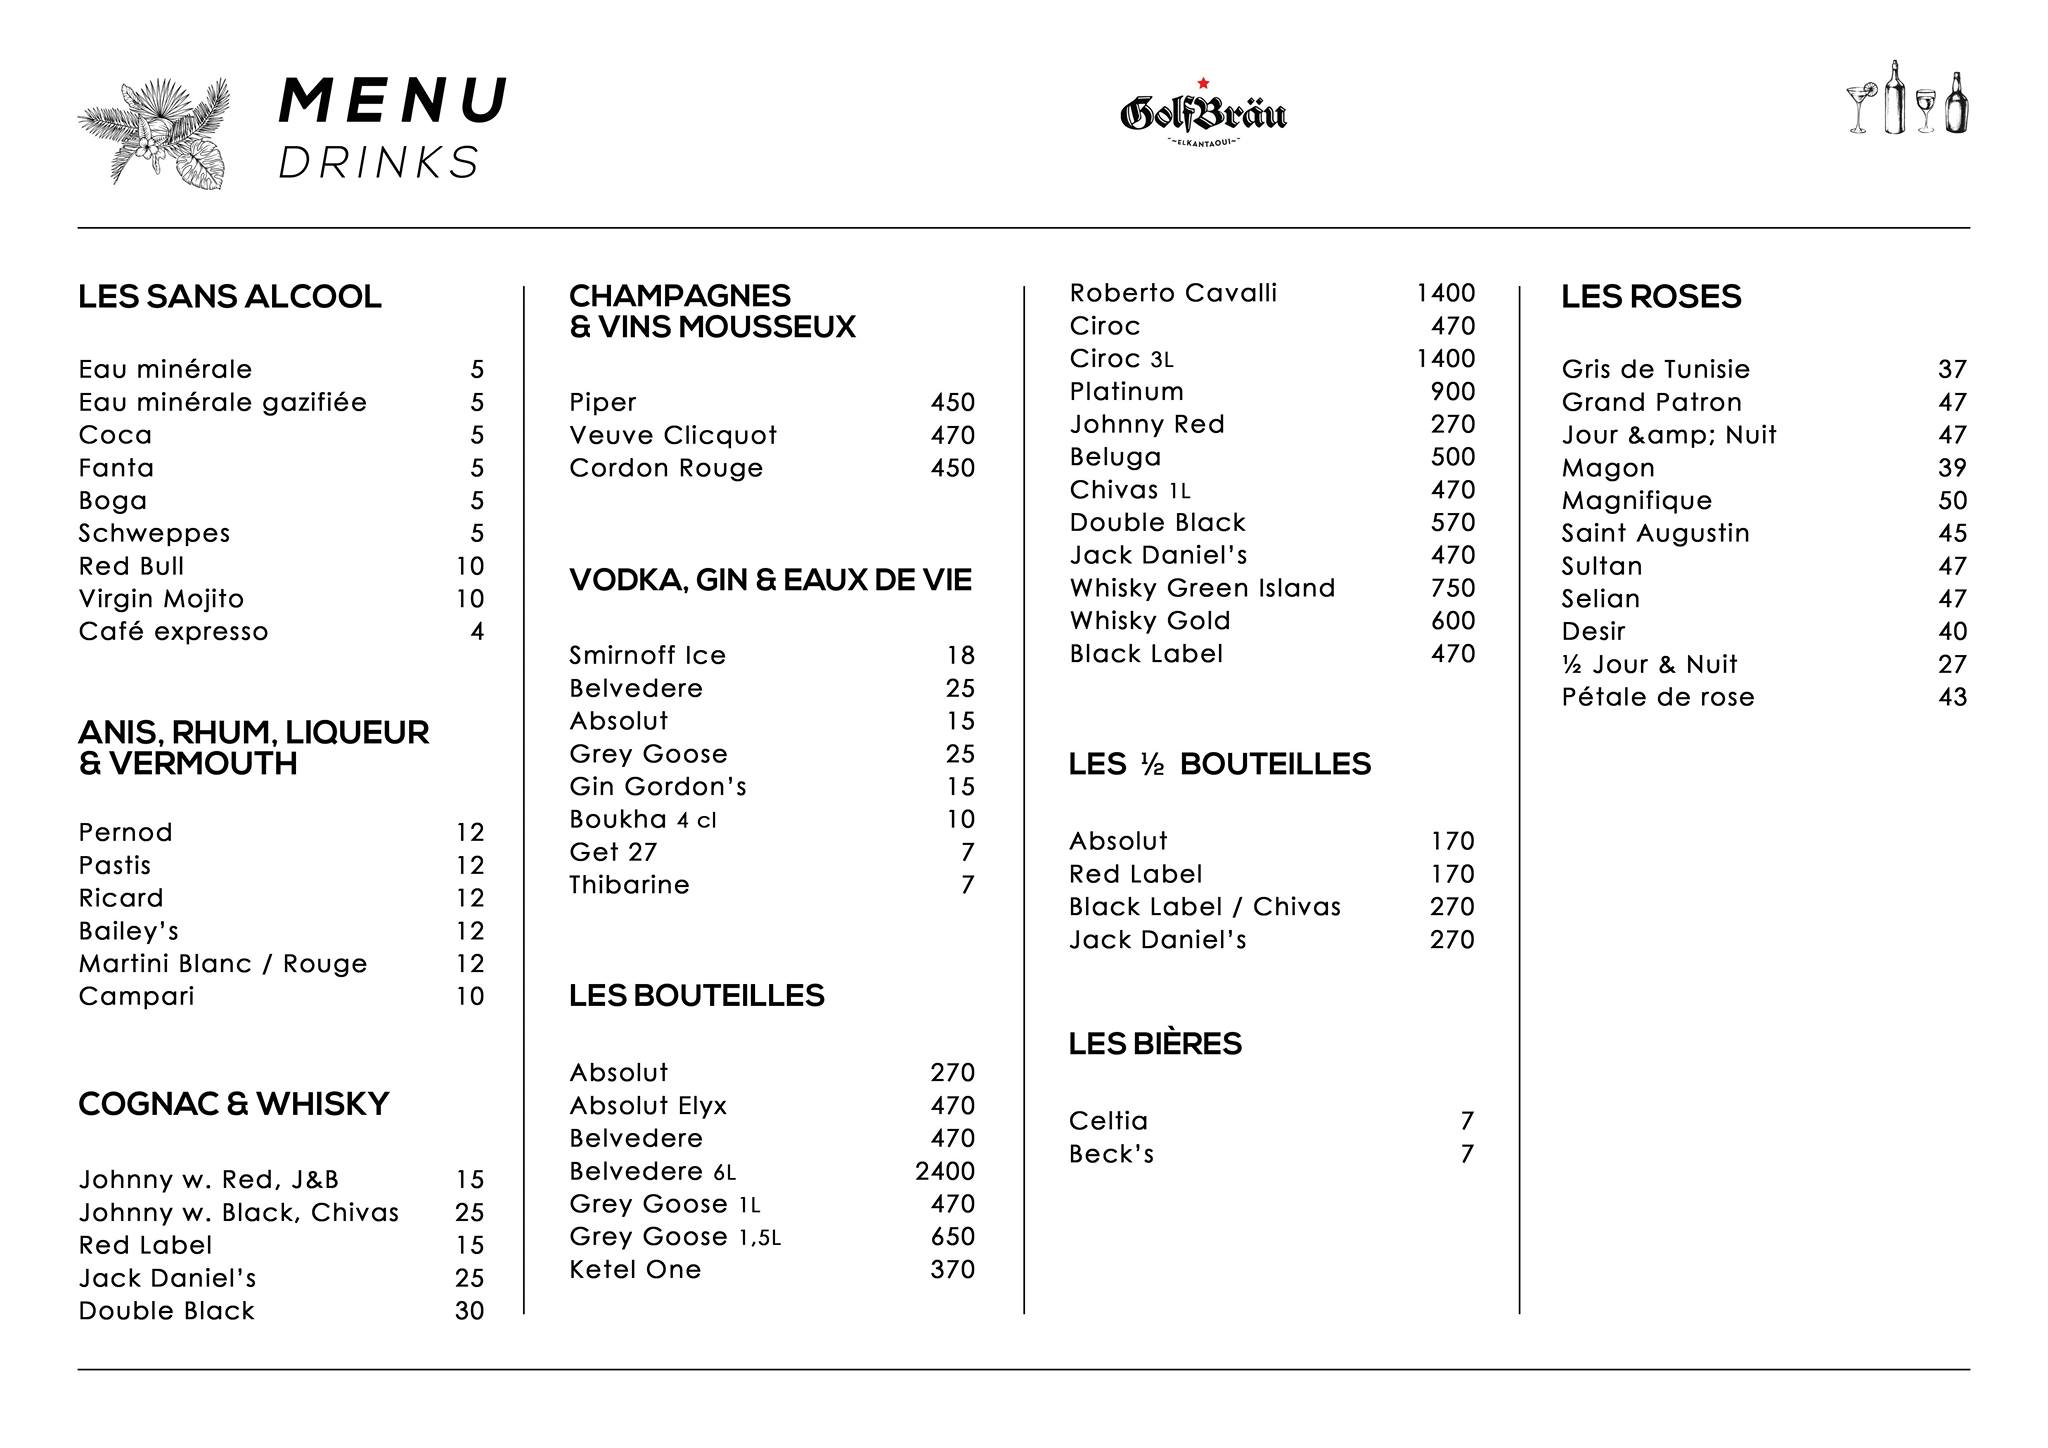 MENU
DRINKS
GolfBräu
~ELKANTAOUI~
LES SANS ALCOOL
Eau minérale 5
Eau minérale gazifiée 5
Coca 5
Fanta 5
Boga 5
Schweppes 5
Red Bull 10
Virgin Mojito 10
Café expresso 4
ANIS, RHUM, LIQUEUR
& VERMOUTH
Pernod 12
Pastis 12
Ricard 12
Bailey’s 12
Martini Blanc / Rouge 12
Campari 10
COGNAC & WHISKY
Johnny w. Red, J&B 15
Johnny w. Black, Chivas 25
Red Label 15
Jack Daniel’s 25
Double Black 30
CHAMPAGNES
& VINS MOUSSEUX
Piper 450
Veuve Clicquot 470
Cordon Rouge 450
VODKA, GIN & EAUX DE VIE
Smirnoff Ice 18
Belvedere 25
Absolut 15
Grey Goose 25
Gin Gordon’s 15
Boukha 4 cl 10
Get 27 7
Thibarine 7
LES BOUTEILLES
Absolut 270
Absolut Elyx 470
Belvedere 470
Belvedere 6L 2400
Grey Goose 1L 470
Grey Goose 1,5L 650
Ketel One 370
Roberto Cavalli 1400
Ciroc 470
Ciroc 3L 1400
Platinum 900
Johnny Red 270
Beluga 500
Chivas 1L 470
Double Black 570
Jack Daniel’s 470
Whisky Green Island 750
Whisky Gold 600
Black Label 470
LES ½ BOUTEILLES
Absolut 170
Red Label 170
Black Label / Chivas 270
Jack Daniel’s 270
LES BIÈRES
Celtia 7
Beck’s 7
LES ROSES
Gris de Tunisie 37
Grand Patron 47
Jour &amp; Nuit 47
Magon 39
Magnifique 50
Saint Augustin 45
Sultan 47
Selian 47
Desir 40
½ Jour & Nuit 27
Pétale de rose 43